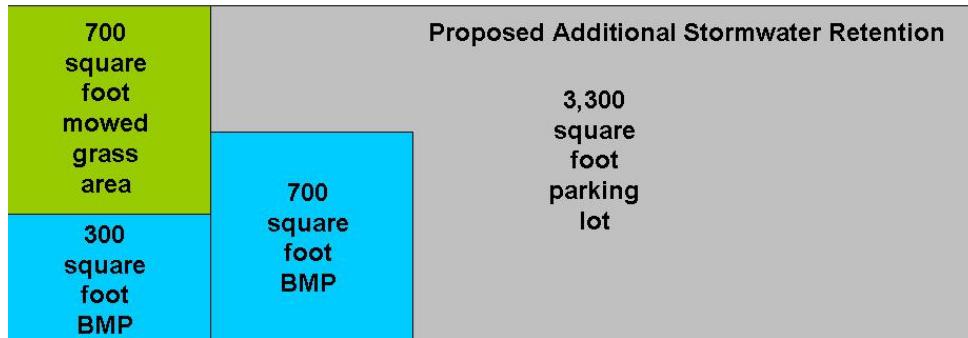 Proposed Additional Stormwater Retention
700
square
foot
mowed
grass
area
300
square
foot
BMP
700
square
foot
BMP
3,300
square
foot
parking
lot